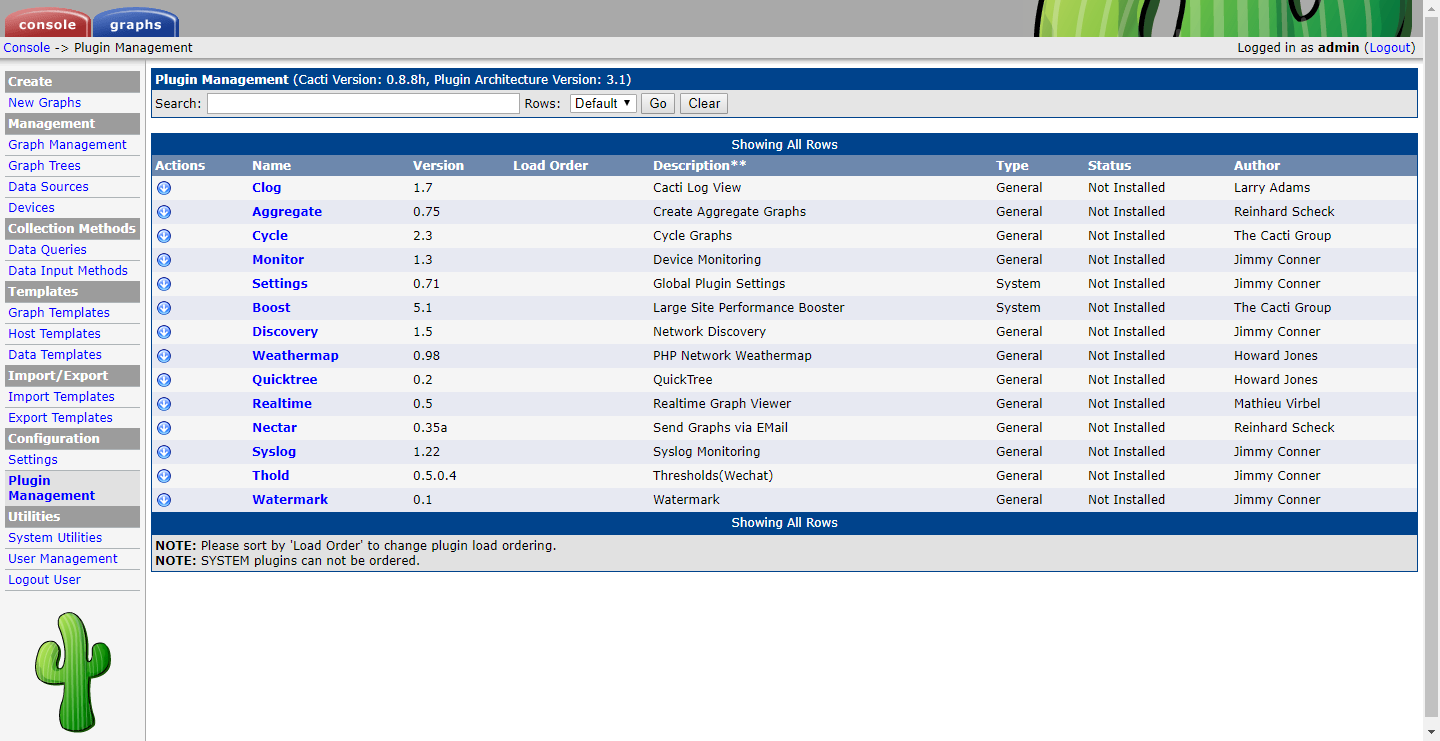 console graphs
Console -> Plugin Management Logged in as admin (Logout)
Create
New Graphs
Management
Graph Management
Graph Trees
Data Sources
Devices
Collection Methods
Data Queries
Data Input Methods
Templates
Graph Templates
Host Templates
Data Templates
Import/Export
Import Templates
Export Templates
Configuration
Settings
Plugin
Management
Utilities
System Utilities
User Management
Logout User
Plugin Management (Cacti Version: 0.8.8h, Plugin Architecture Version: 3.1)
Search: Rows: Default Go Clear
Showing All Rows
Actions Name Version Load Order Description** Type Status Author
Clog 1.7 Cacti Log View General Not Installed Larry Adams
Aggregate 0.75 Create Aggregate Graphs General Not Installed Reinhard Scheck
Cycle 2.3 Cycle Graphs General Not Installed The Cacti Group
Monitor 1.3 Device Monitoring General Not Installed Jimmy Conner
Settings 0.71 Global Plugin Settings System Not Installed Jimmy Conner
Boost 5.1 Large Site Performance Booster System Not Installed The Cacti Group
Discovery 1.5 Network Discovery General Not Installed Jimmy Conner
Weathermap 0.98 PHP Network Weathermap General Not Installed Howard Jones
Quicktree 0.2 QuickTree General Not Installed Howard Jones
Realtime 0.5 Realtime Graph Viewer General Not Installed Mathieu Virbel
Nectar 0.35a Send Graphs via EMail General Not Installed Reinhard Scheck
Syslog 1.22 Syslog Monitoring General Not Installed Jimmy Conner
Thold 0.5.0.4 Thresholds(Wechat) General Not Installed Jimmy Conner
Watermark 0.1 Watermark General Not Installed Jimmy Conner
Showing All Rows
NOTE: Please sort by 'Load Order' to change plugin load ordering.
NOTE: SYSTEM plugins can not be ordered.